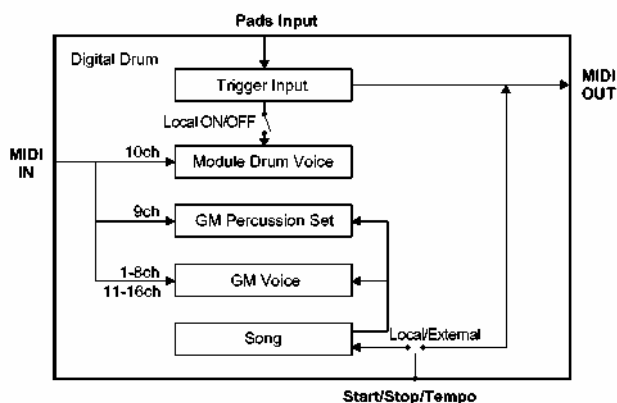 Pads Input
Digital Drum
Trigger Input
MIDI
OUT
Local ON/OFF
MIDI
IN
10ch
Module Drum Voice
9ch
GM Percussion Set
1-8ch
11-16ch
GM Voice
Song
Local/External
Start/Stop/Tempo